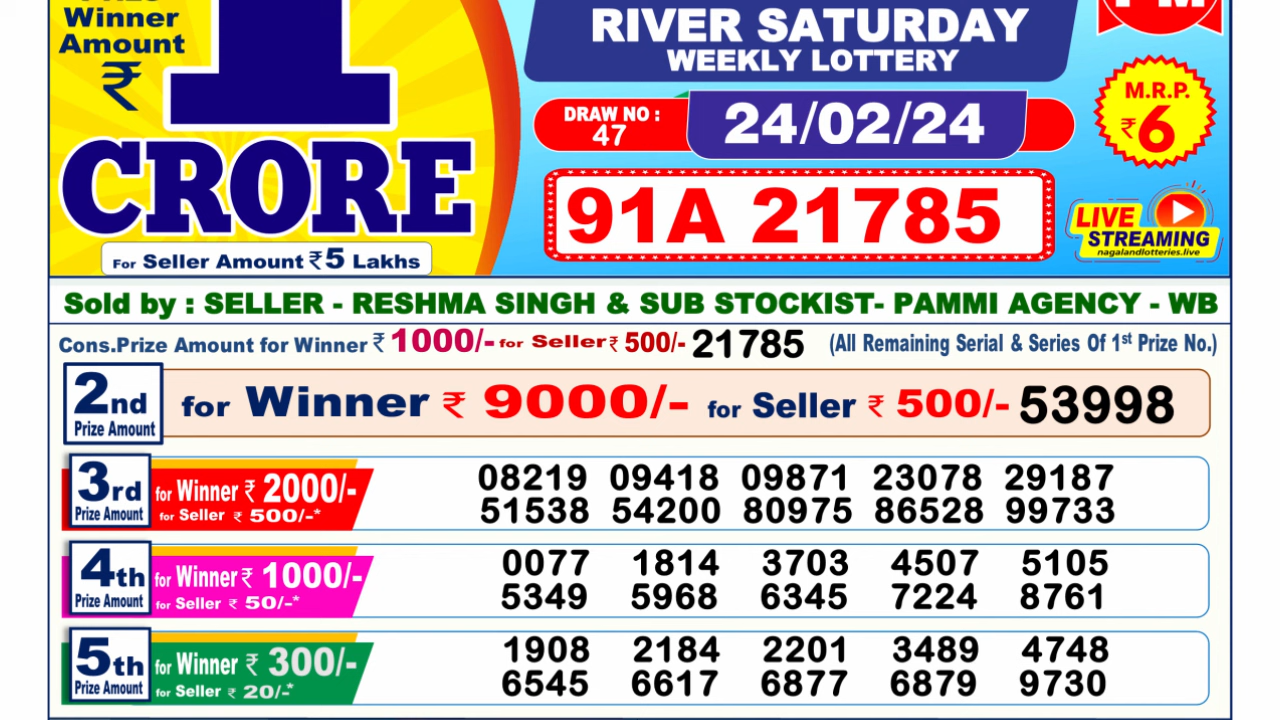 Winner
Amount
₹
1
CRORE
For Seller Amount ₹5 Lakhs
RIVER SATURDAY
WEEKLY LOTTERY
DRAW NO :
47
24/02/24
91A 21785
PM
M.R.P.
₹6
LIVE
STREAMING
nagalandlotteries.live
Sold by : SELLER - RESHMA SINGH & SUB STOCKIST- PAMMI AGENCY - WB
Cons.Prize Amount for Winner ₹ 1000/- for Seller ₹ 500/- 21785 (All Remaining Serial & Series Of 1st Prize No.)
2nd
Prize Amount
for Winner ₹ 9000/- for Seller ₹ 500/- 53998
3rd
Prize Amount
for Winner ₹ 2000/-
for Seller ₹ 500/-*
08219 09418 09871 23078 29187
51538 54200 80975 86528 99733
4th
Prize Amount
for Winner ₹ 1000/-
for Seller ₹ 50/-*
0077 1814 3703 4507 5105
5349 5968 6345 7224 8761
5th
Prize Amount
for Winner ₹ 300/-
for Seller ₹ 20/-*
1908 2184 2201 3489 4748
6545 6617 6877 6879 9730